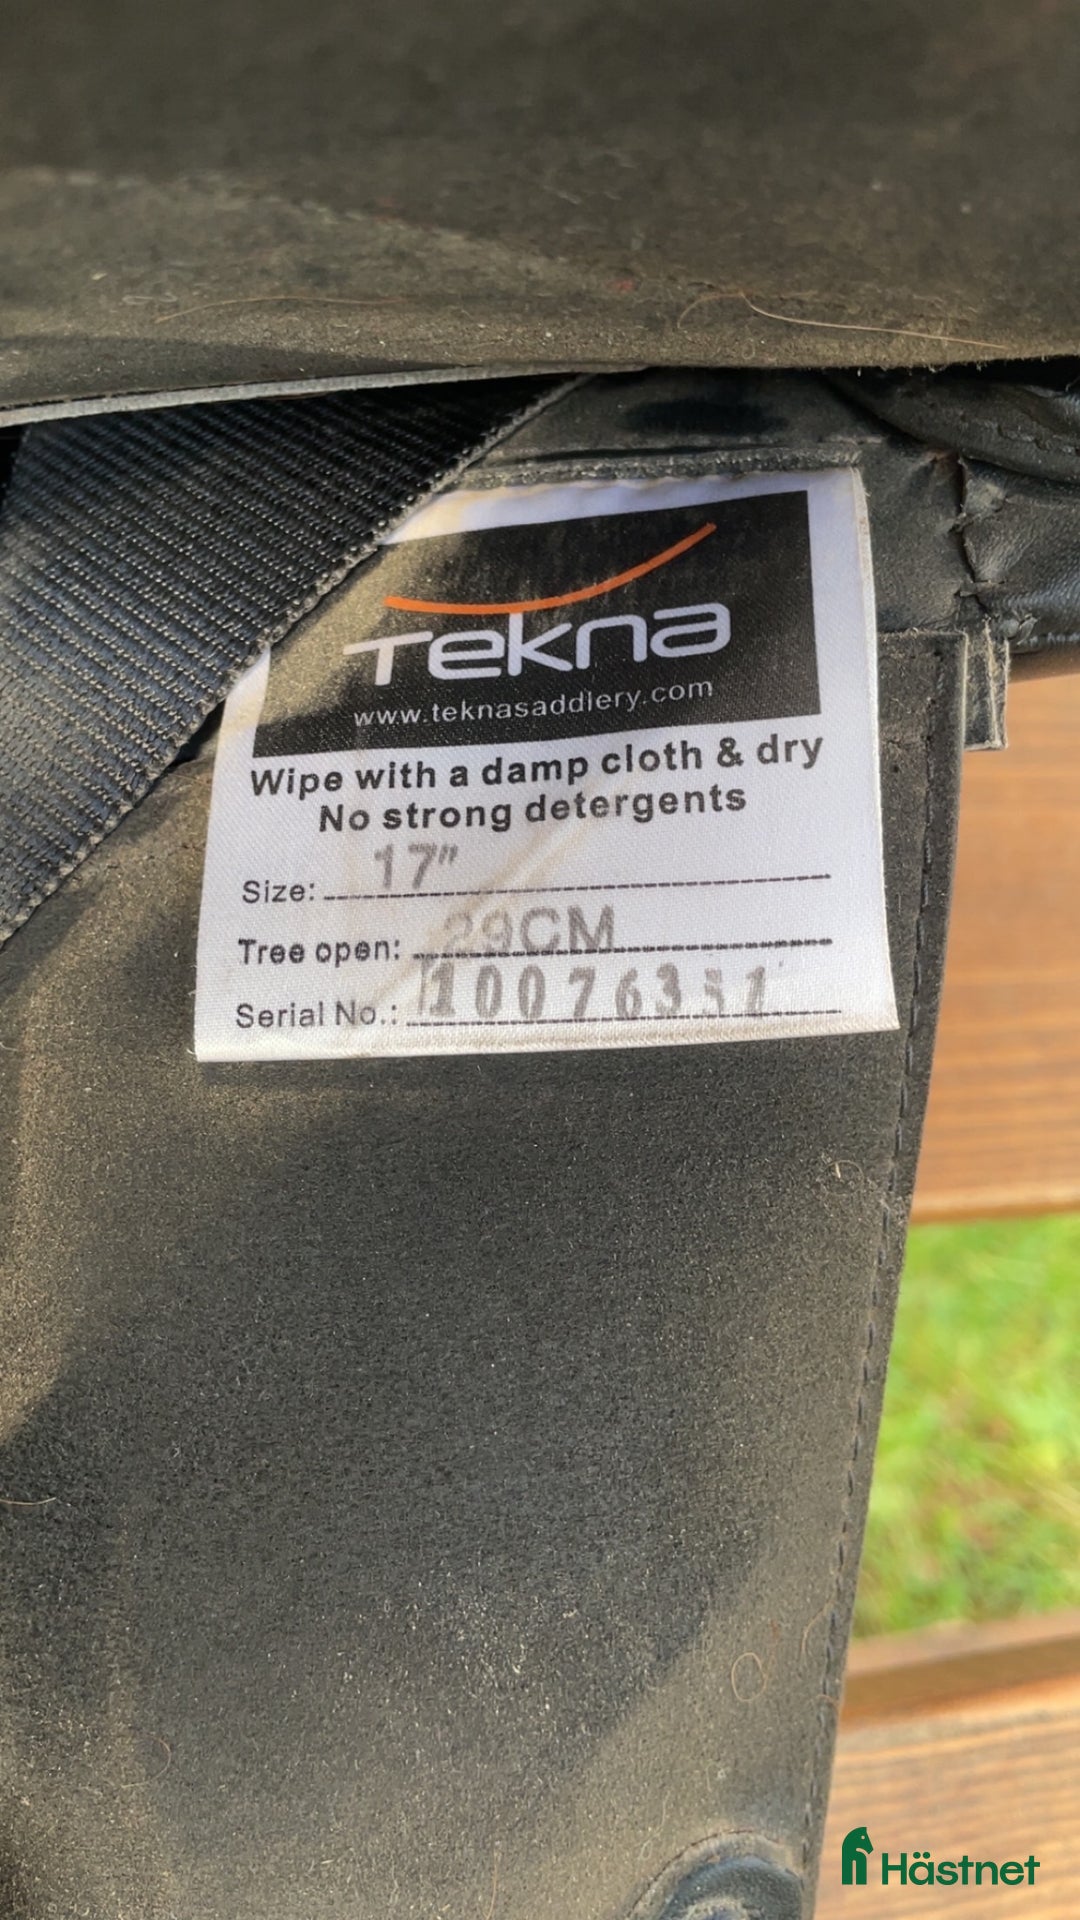 Tekna
www.teknasaddlery.com
Wipe with a damp cloth & dry
No strong detergents
Size: 17"
Tree open: 29CM
Serial No.: 10076351
Hästnet